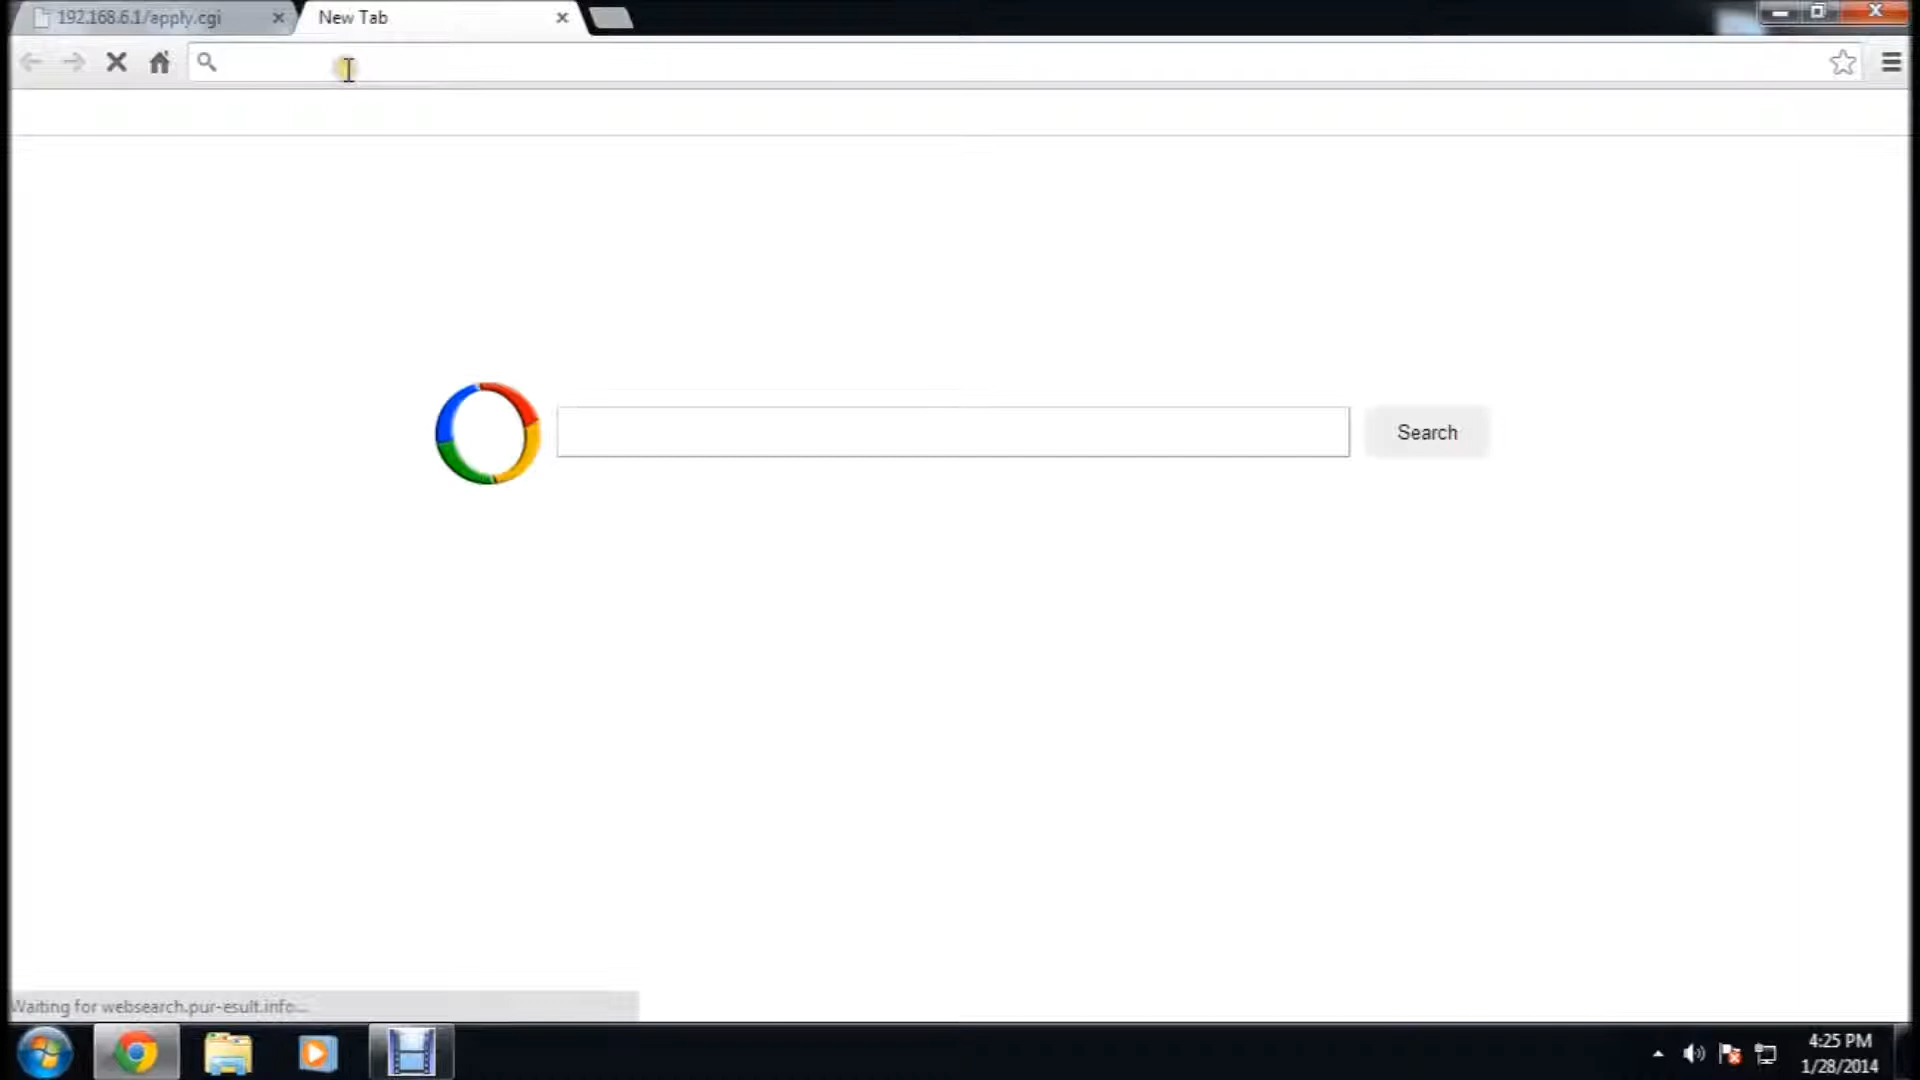 192.168.6.1/apply.cgi
New Tab
Search
Waiting for websearch.pur-esult.info...
4:25 PM
1/28/2014